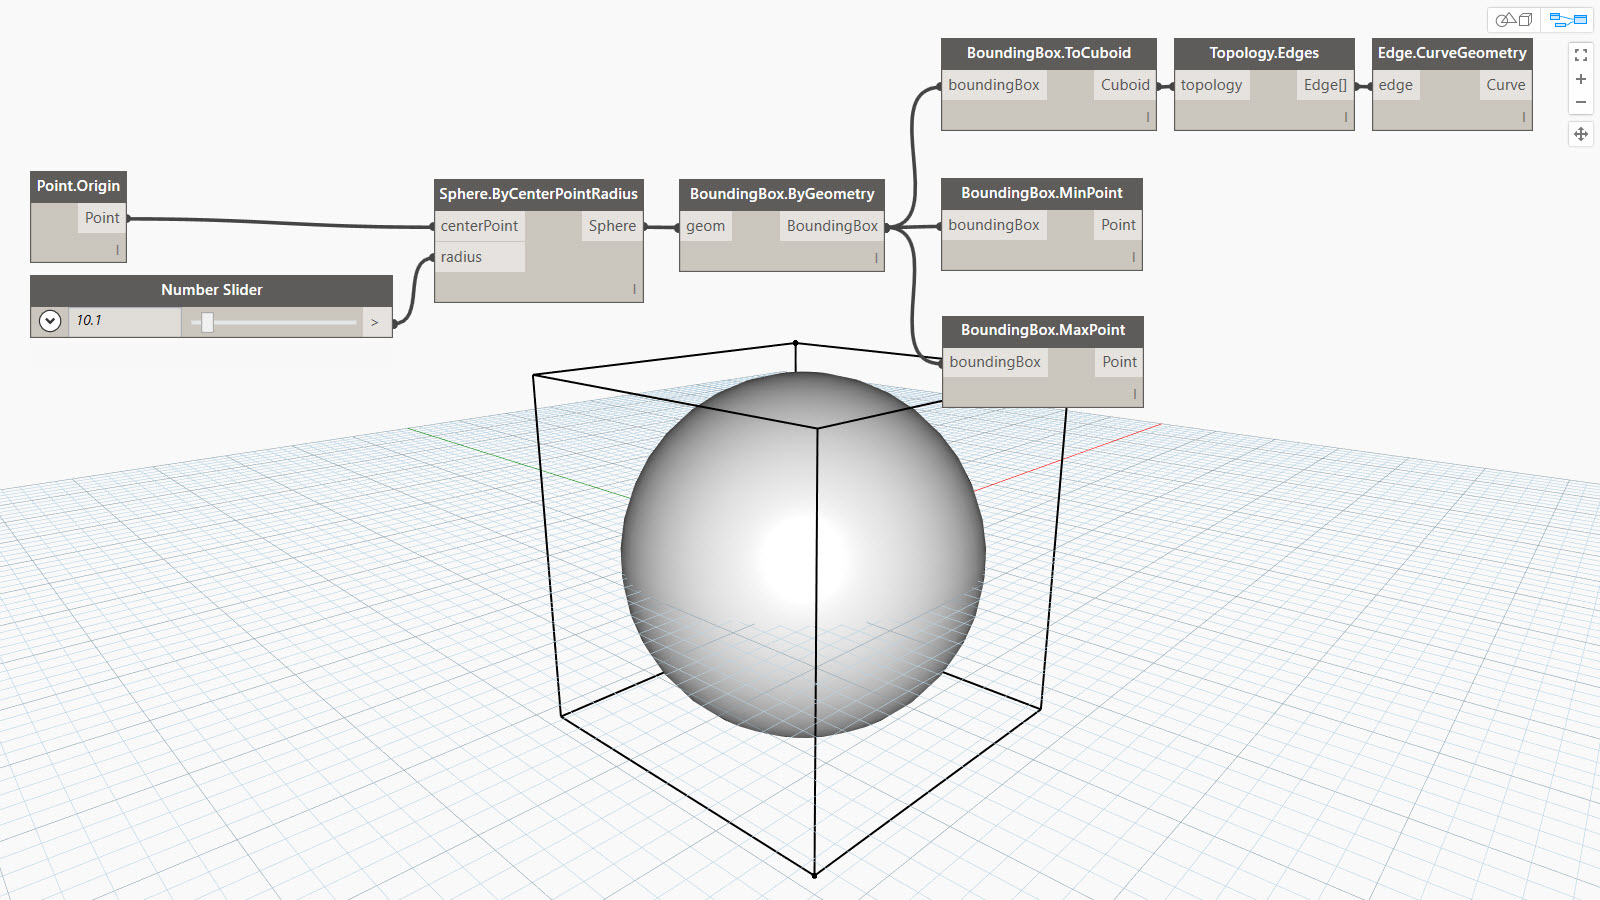 BoundingBox.ToCuboid
boundingBox Cuboid
Topology.Edges
topology Edge[]
Edge.CurveGeometry
edge Curve
Point.Origin
Point
Number Slider
10.1 >
Sphere.ByCenterPointRadius
centerPoint Sphere
radius
BoundingBox.ByGeometry
geom BoundingBox
BoundingBox.MinPoint
boundingBox Point
BoundingBox.MaxPoint
boundingBox Point